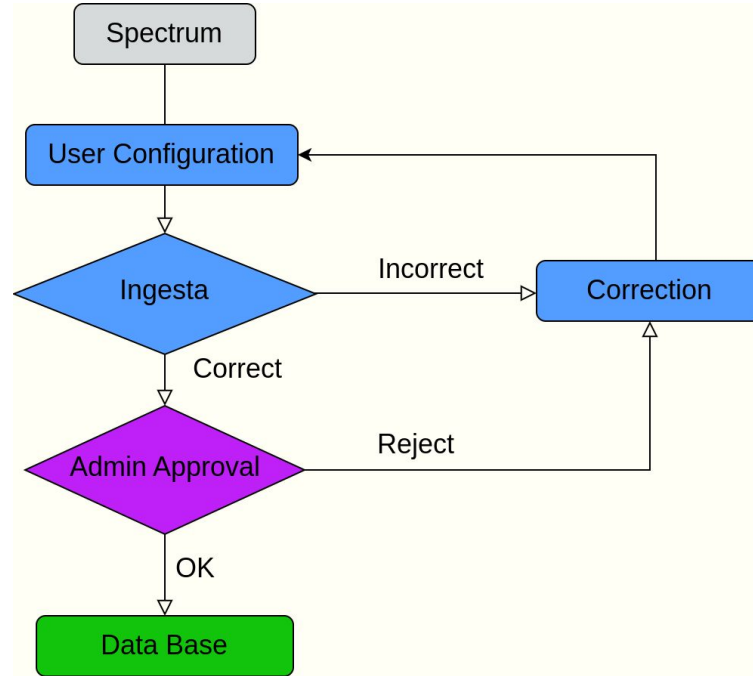 Spectrum
User Configuration
Ingesta
Incorrect
Correction
Correct
Admin Approval
Reject
OK
Data Base